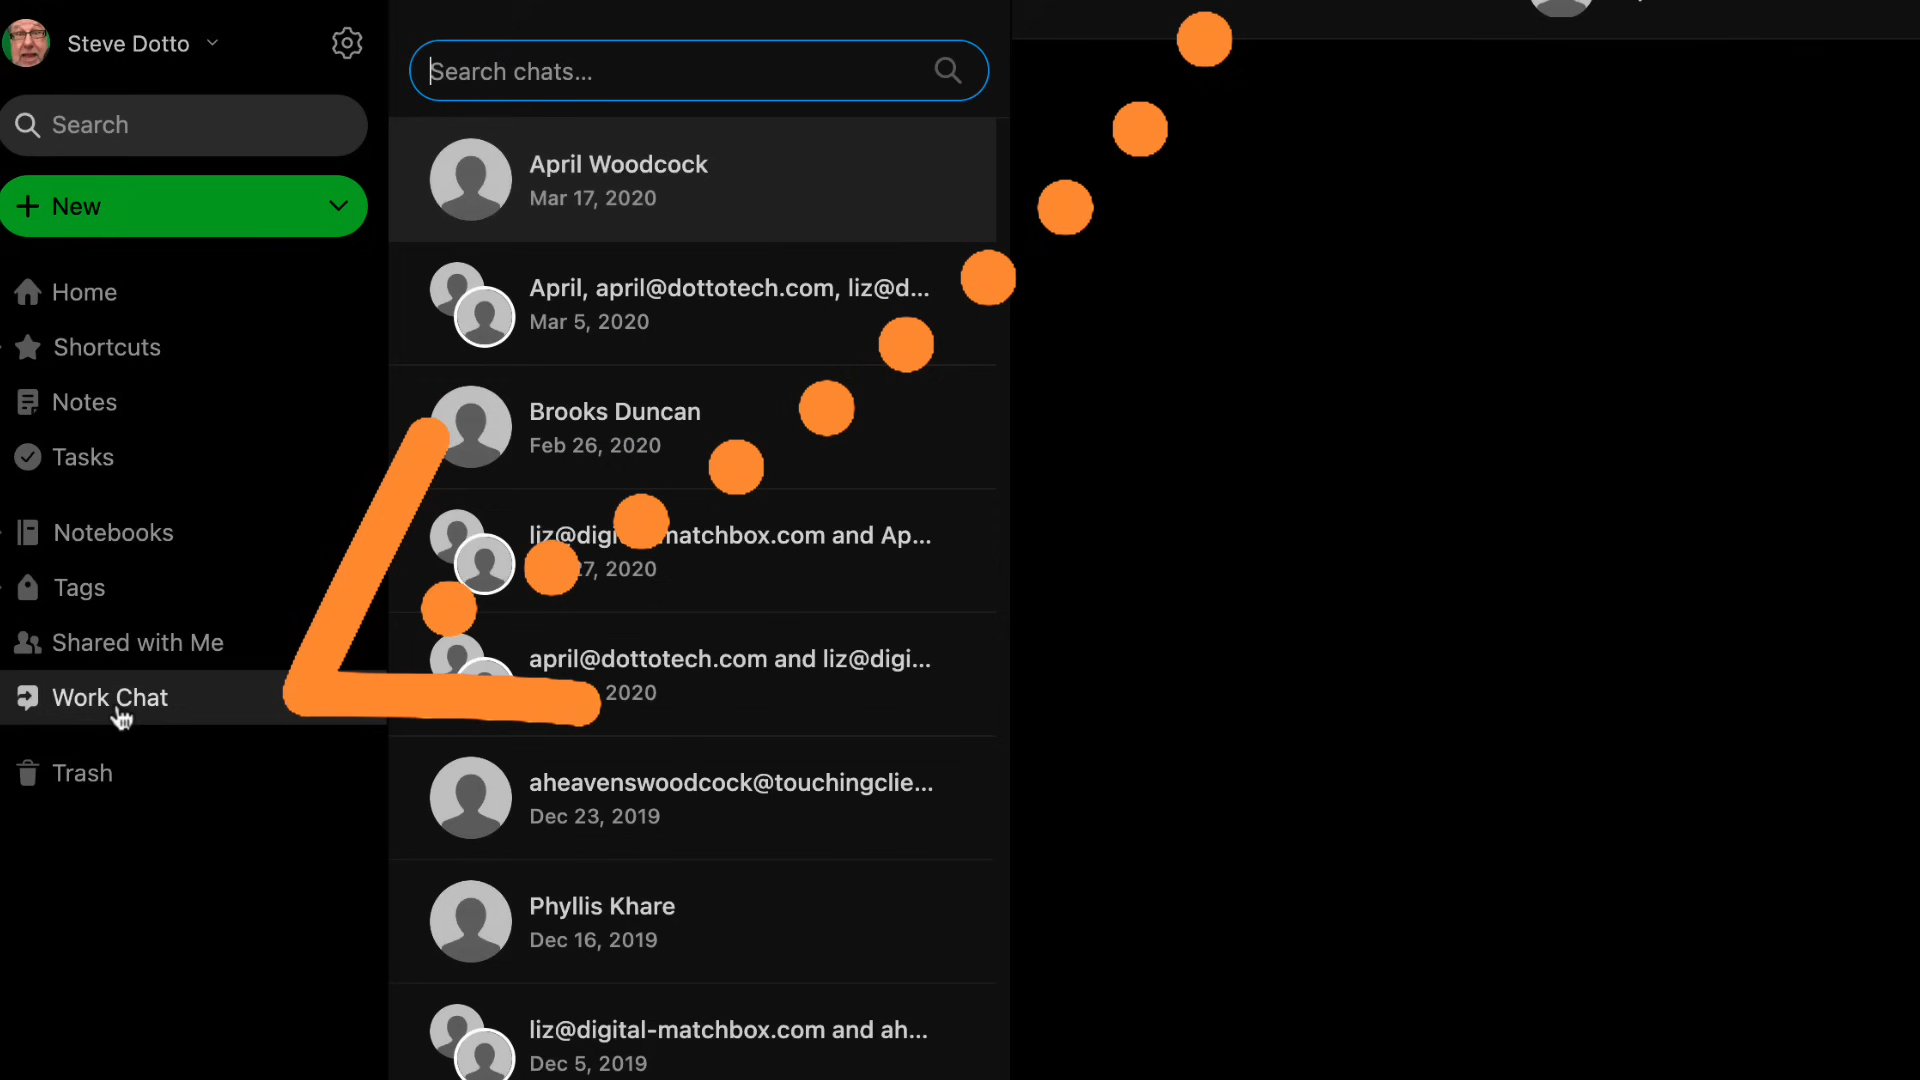 Steve Dotto
Search
New
Home
Shortcuts
Notes
Tasks
Notebooks
Tags
Shared with Me
Work Chat
Trash
Search chats...
April Woodcock
Mar 17, 2020
April, april@dottotech.com, liz@d...
Mar 5, 2020
Brooks Duncan
Feb 26, 2020
liz@digi matchbox.com and Ap...
27, 2020
april@dottotech.com and liz@digi...
2020
aheavenswoodcock@touchingclie...
Dec 23, 2019
Phyllis Khare
Dec 16, 2019
liz@digital-matchbox.com and ah...
Dec 5, 2019